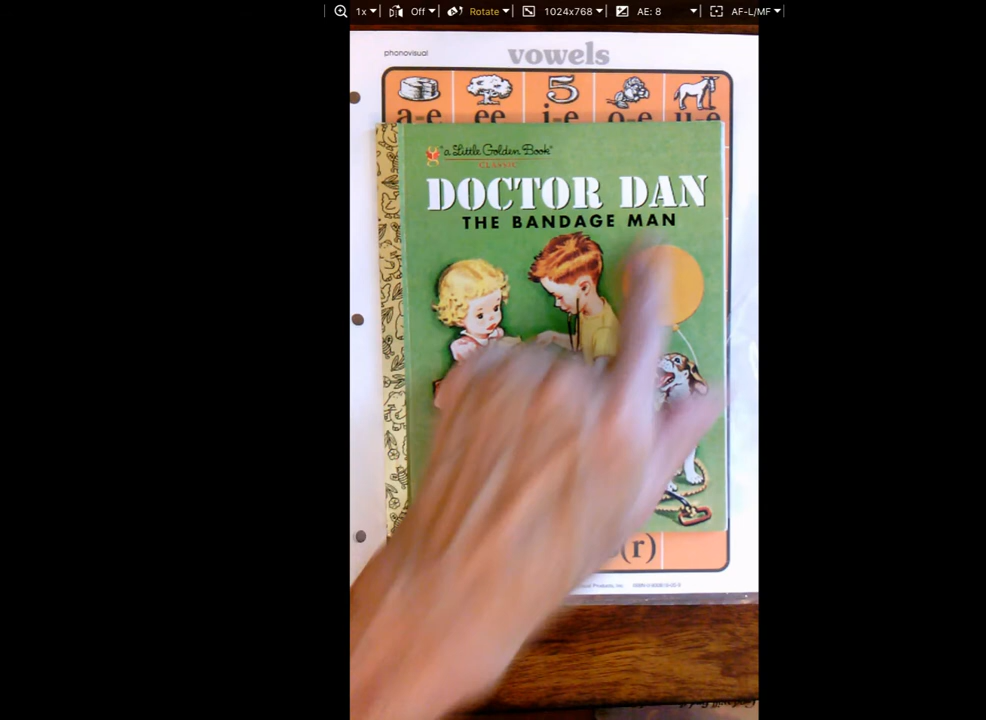 1x
Off
Rotate
1024x768
AE: 8
AF-L/MF
phonovisual
vowels
a-e ee i-e o-e u-e
"a Little Golden Book"
CLASSIC
DOCTOR DAN
THE BANDAGE MAN
(r)